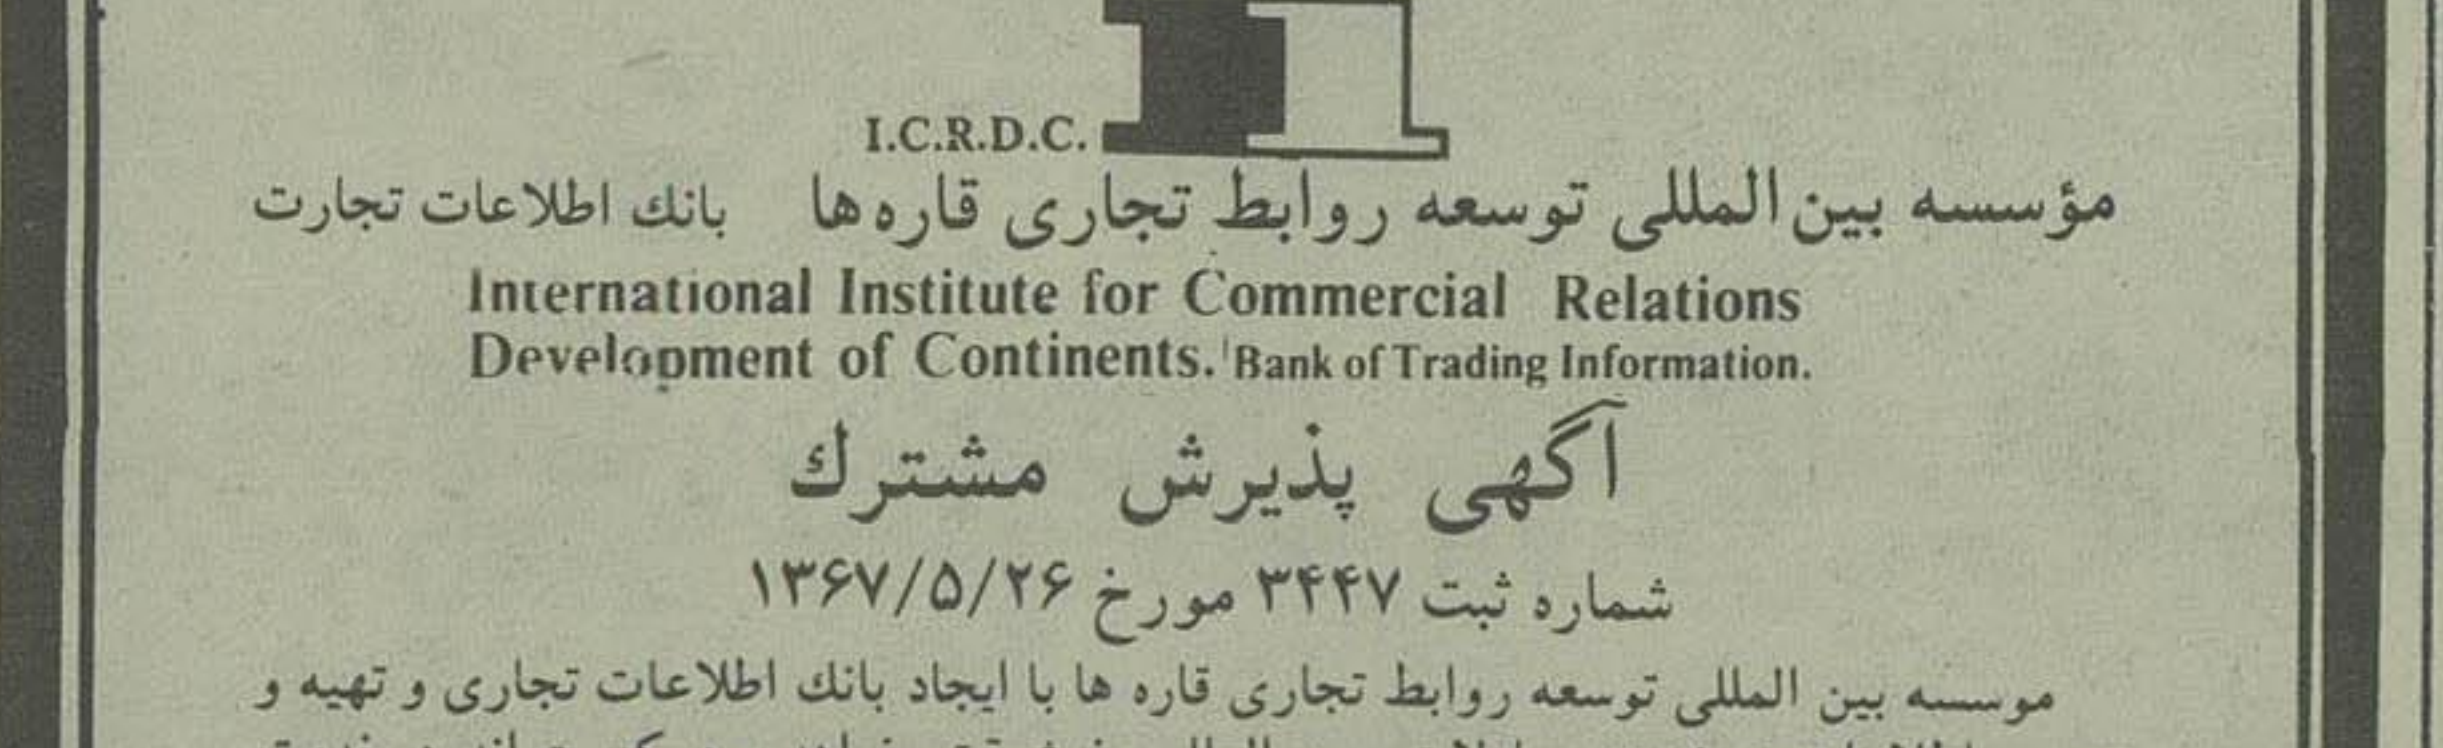 I.C.R.D.C.
مؤسسه بین‌المللی توسعه روابط تجاری قاره‌ها بانك اطلاعات تجارت
International Institute for Commercial Relations
Development of Continents. Bank of Trading Information.
آگهی پذیرش مشترك
شماره ثبت ۳۴۴۷ مورخ ۱۳۶۷/۵/۲۶
موسسه بین المللی توسعه روابط تجاری قاره ها با ایجاد بانك اطلاعات تجاری و تهیه و